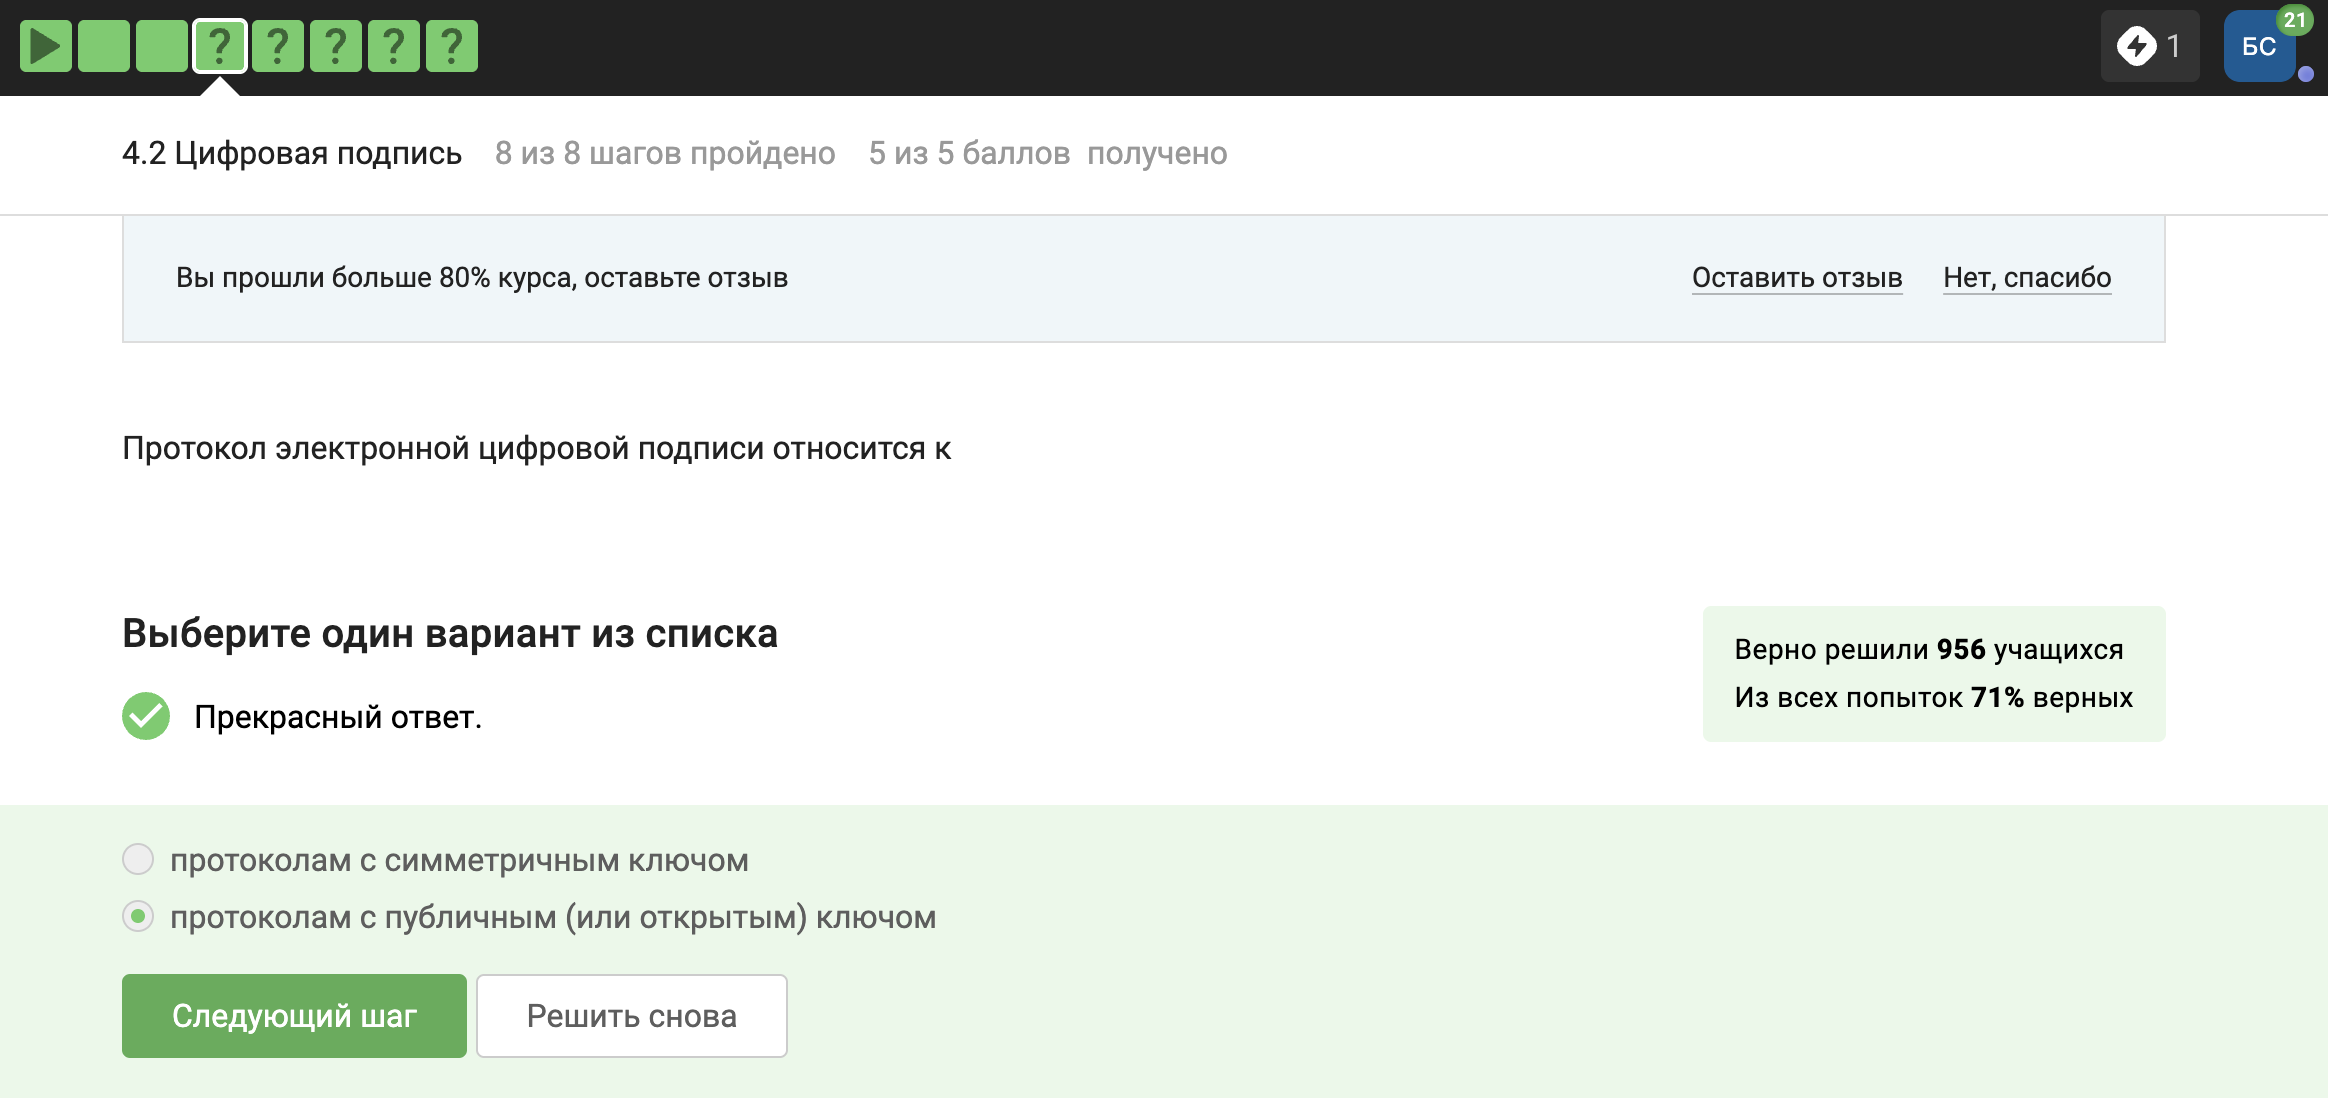 ? ? ? ? ?
1
БС
21
4.2 Цифровая подпись 8 из 8 шагов пройдено 5 из 5 баллов получено
Вы прошли больше 80% курса, оставьте отзыв Оставить отзыв Нет, спасибо
Протокол электронной цифровой подписи относится к
Выберите один вариант из списка
Прекрасный ответ.
Верно решили 956 учащихся
Из всех попыток 71% верных
протоколам с симметричным ключом
протоколам с публичным (или открытым) ключом
Следующий шаг Решить снова